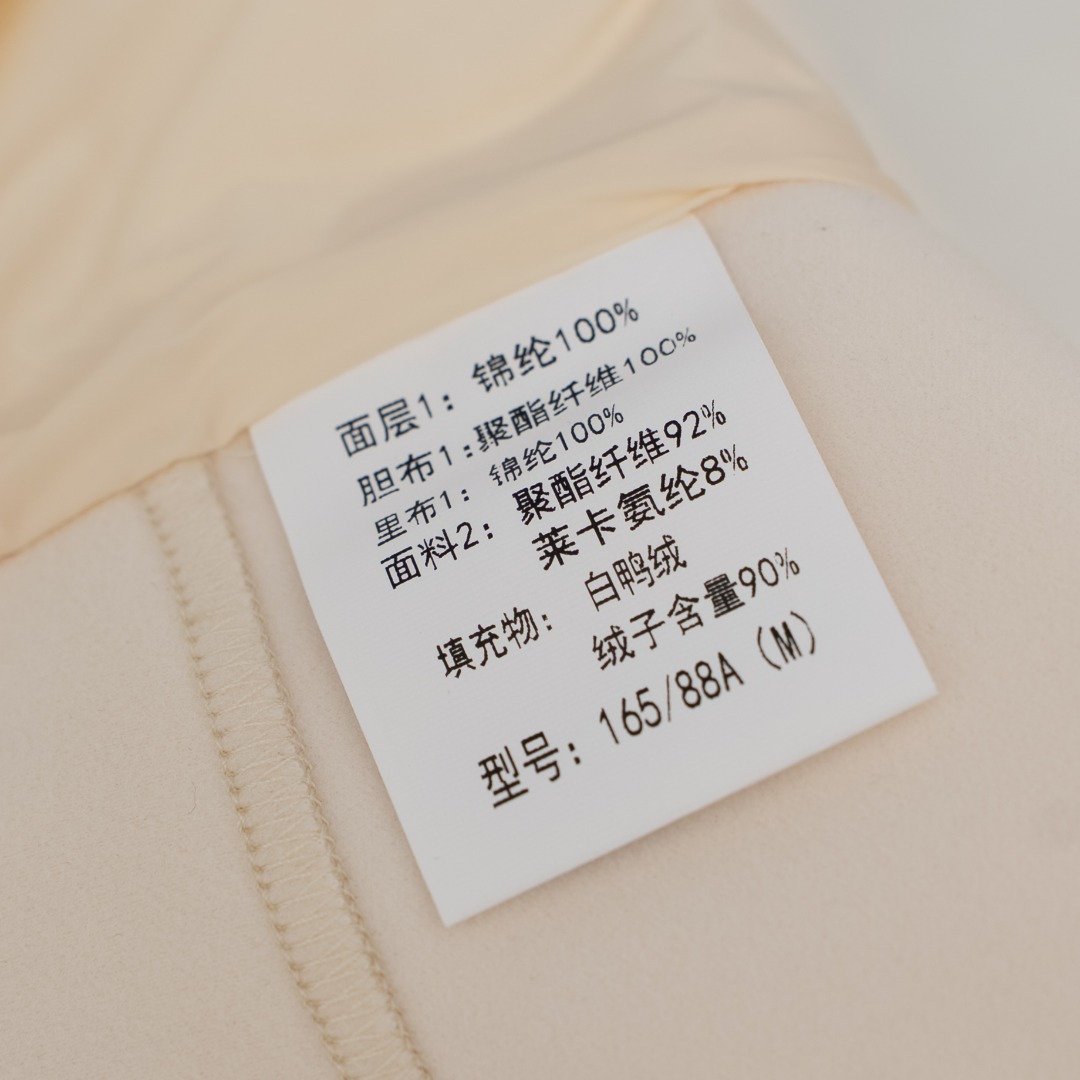 面层1：锦纶100%
胆布1：聚酯纤维100%
里布1：锦纶100%
面料2：聚酯纤维92%
莱卡氨纶8%
填充物：白鸭绒
绒子含量90%
型号：165/88A（M）